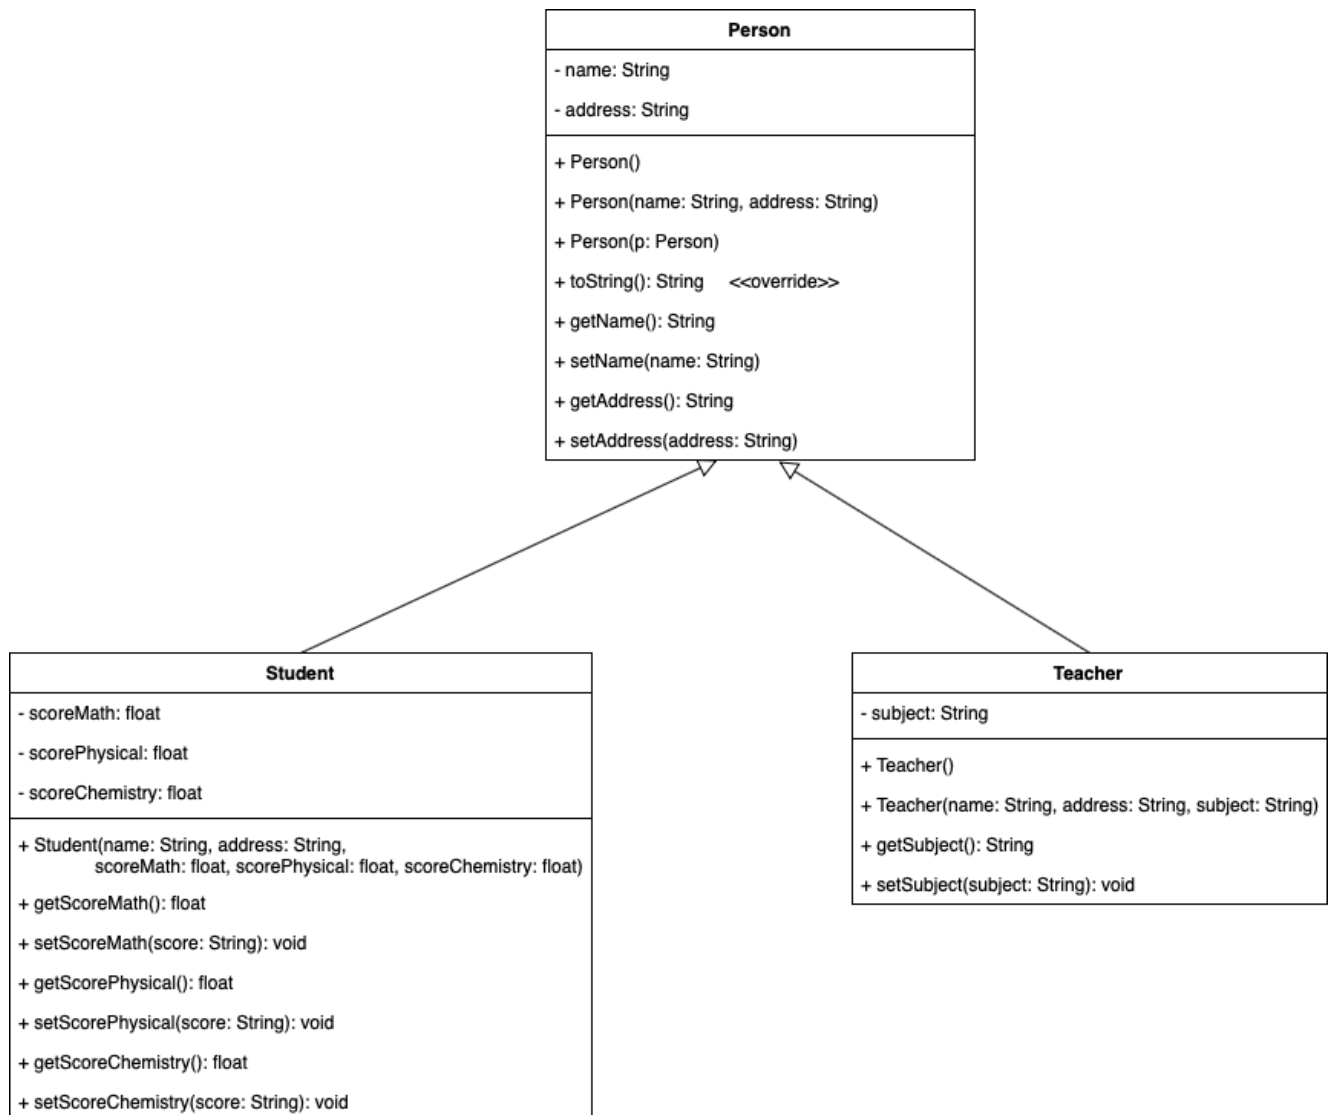 Person
- name: String
- address: String
+ Person()
+ Person(name: String, address: String)
+ Person(p: Person)
+ toString(): String <<override>>
+ getName(): String
+ setName(name: String)
+ getAddress(): String
+ setAddress(address: String)
Student
- scoreMath: float
- scorePhysical: float
- scoreChemistry: float
+ Student(name: String, address: String,
scoreMath: float, scorePhysical: float, scoreChemistry: float)
+ getScoreMath(): float
+ setScoreMath(score: String): void
+ getScorePhysical(): float
+ setScorePhysical(score: String): void
+ getScoreChemistry(): float
+ setScoreChemistry(score: String): void
Teacher
- subject: String
+ Teacher()
+ Teacher(name: String, address: String, subject: String)
+ getSubject(): String
+ setSubject(subject: String): void